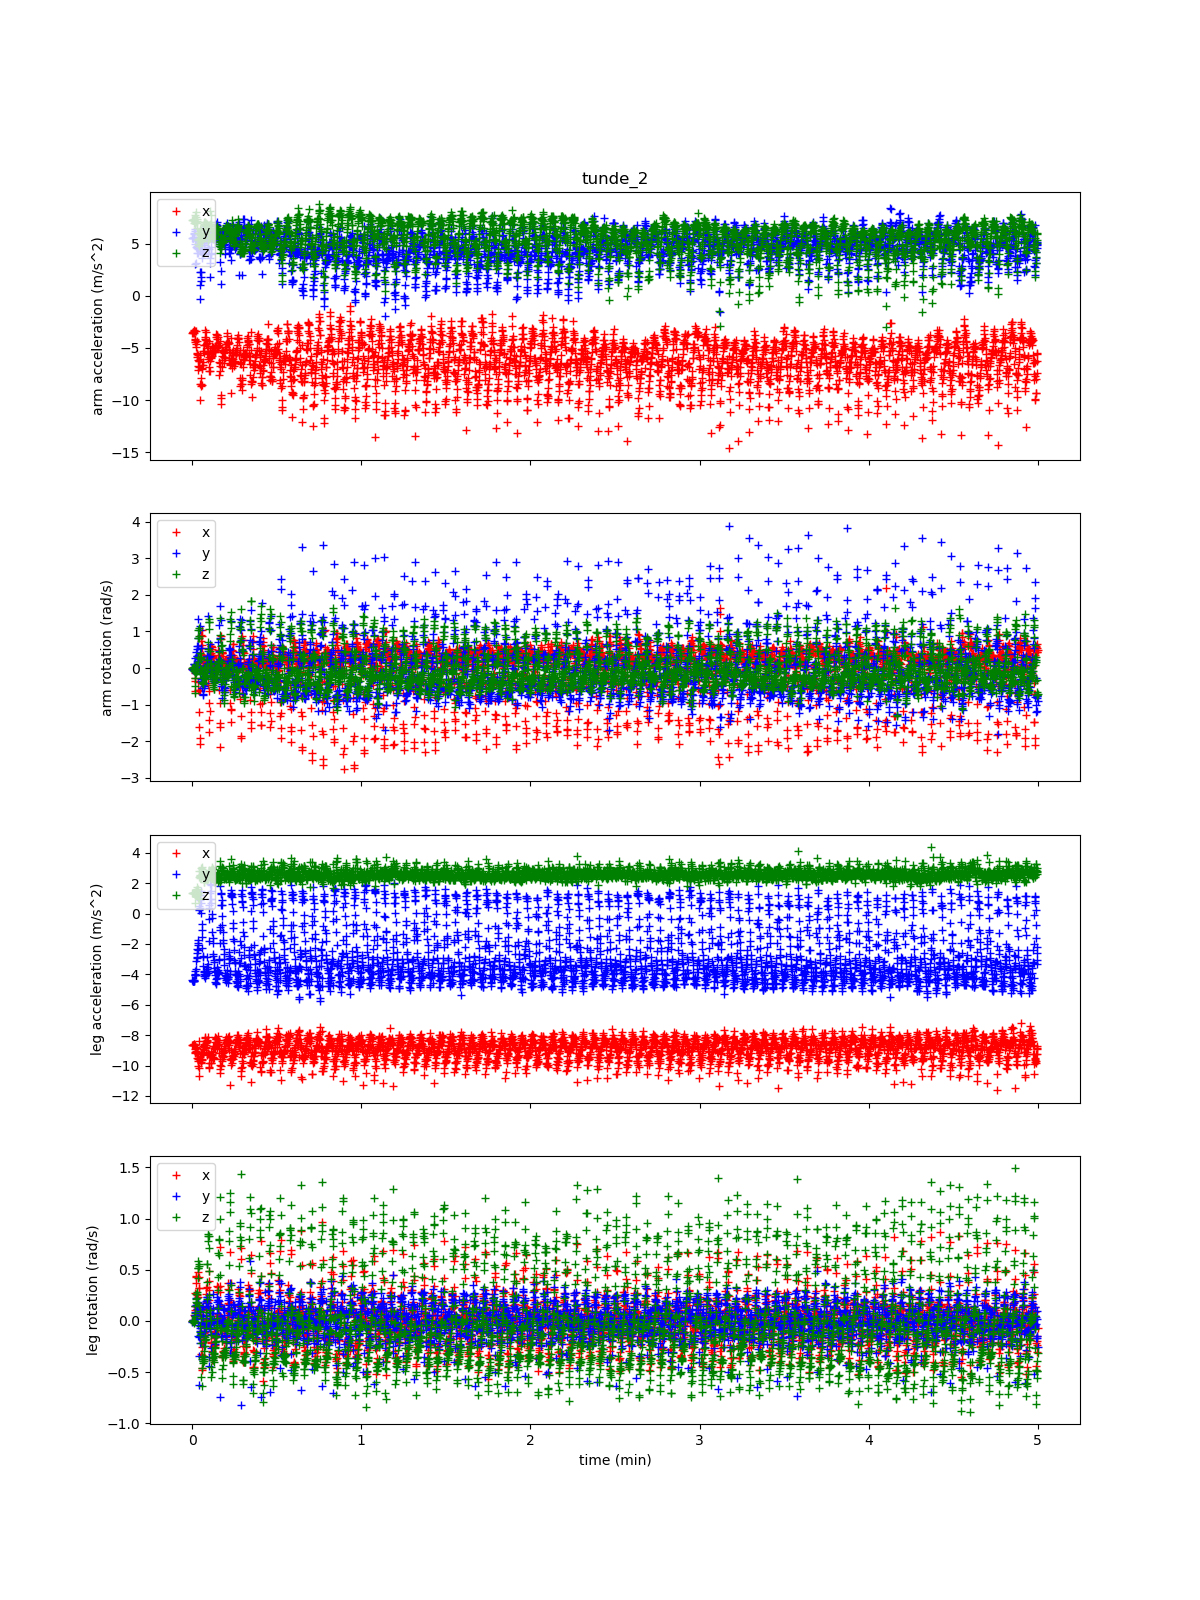 tunde_2
x
y
z
5
0
−5
−10
−15
arm acceleration (m/s^2)
x
y
z
4
3
2
1
0
−1
−2
−3
arm rotation (rad/s)
x
y
z
4
2
0
−2
−4
−6
−8
−10
−12
leg acceleration (m/s^2)
x
y
z
1.5
1.0
0.5
0.0
−0.5
−1.0
leg rotation (rad/s)
0 1 2 3 4 5
time (min)